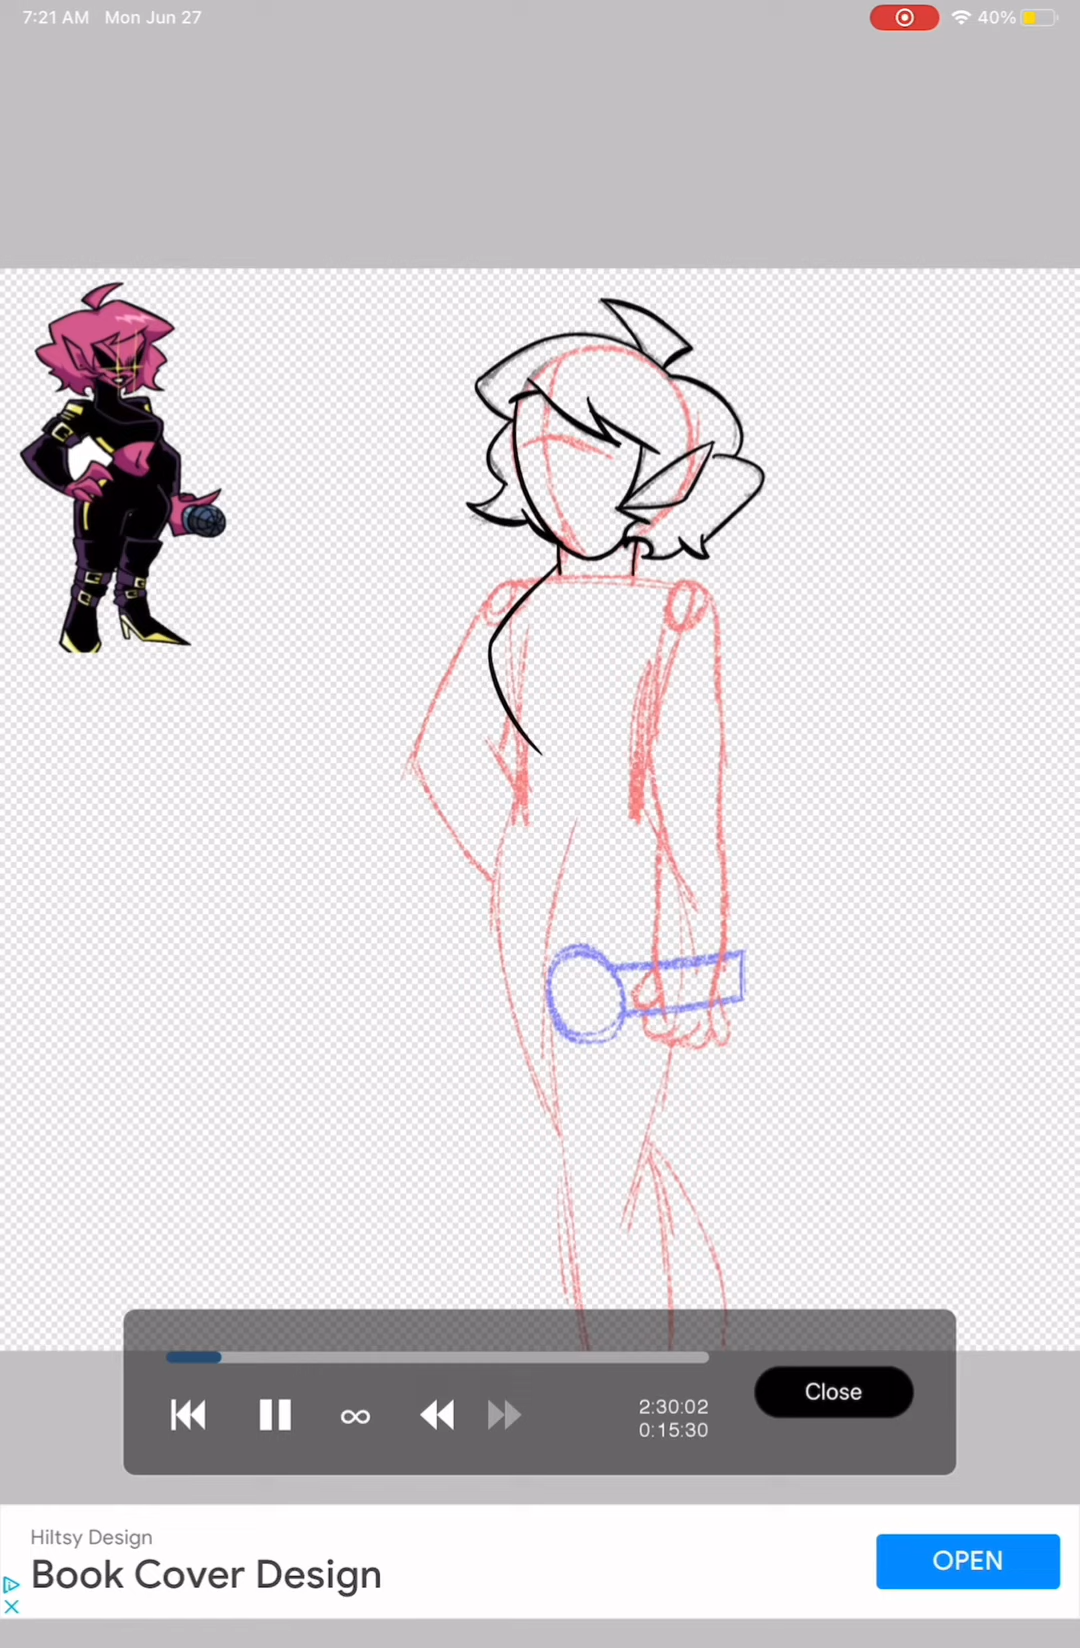 7:21 AM Mon Jun 27
40%
Close
2:30:02
0:15:30
Hiltsy Design
Book Cover Design
OPEN